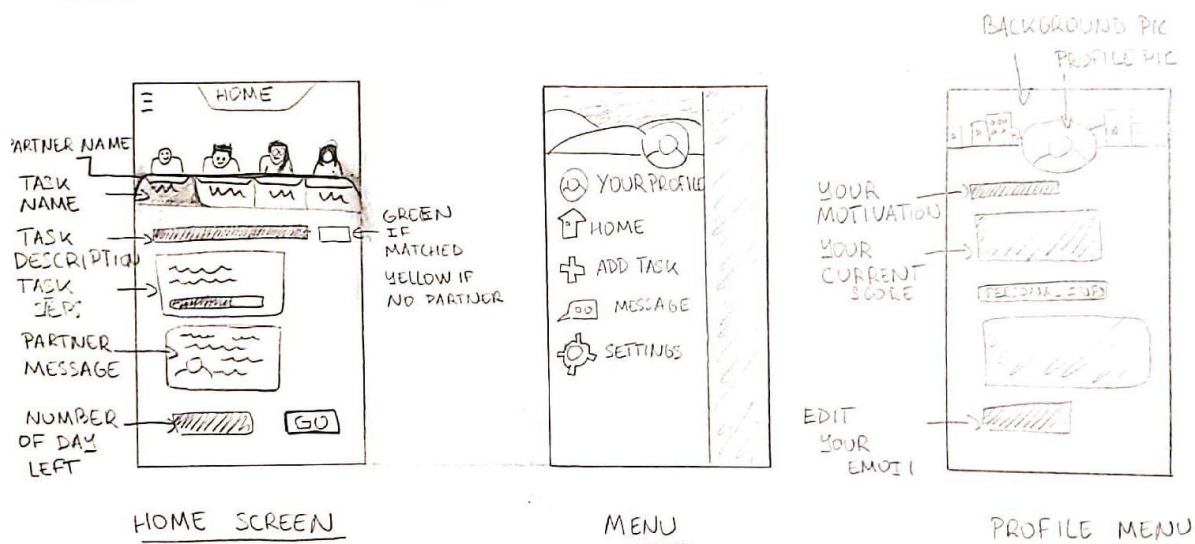 HOME
PARTNER NAME
TASK
NAME
TASK
DESCRIPTION
TASK
PARTNER
MESSAGE
NUMBER
OF DAY
LEFT
GO
GREEN
IF
MATCHED
YELLOW IF
NO PARTNER
HOME SCREEN
YOUR PROFILE
HOME
ADD TASK
MESSAGE
SETTINGS
MENU
BACKGROUND PIC
PROFILE PIC
YOUR
MOTIVATION
YOUR
CURRENT
SCORE
PERSONAL INFO
EDIT
YOUR
EMOJI
PROFILE MENU